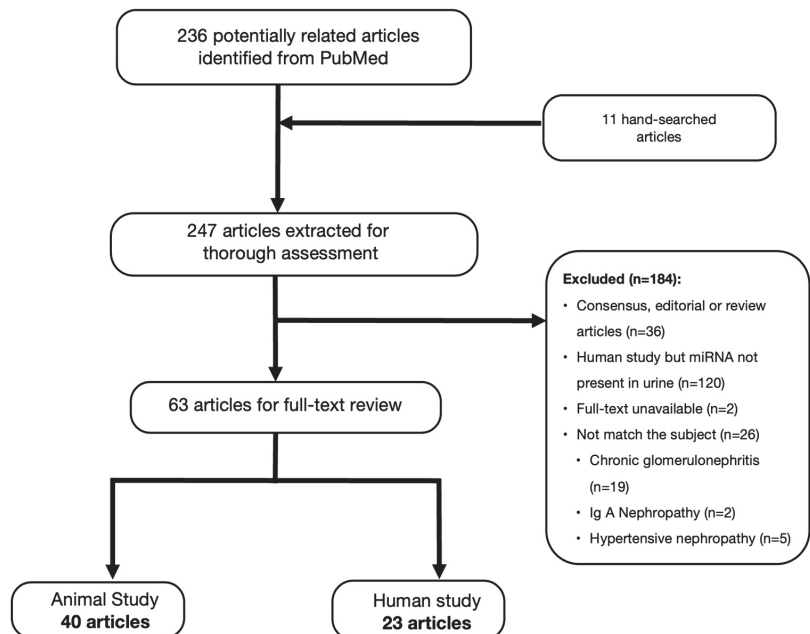 236 potentially related articles
identified from PubMed
11 hand-searched
articles
247 articles extracted for
thorough assessment
Excluded (n=184):
• Consensus, editorial or review
articles (n=36)
• Human study but miRNA not
present in urine (n=120)
• Full-text unavailable (n=2)
• Not match the subject (n=26)
• Chronic glomerulonephritis
(n=19)
• Ig A Nephropathy (n=2)
• Hypertensive nephropathy (n=5)
63 articles for full-text review
Animal Study
40 articles
Human study
23 articles